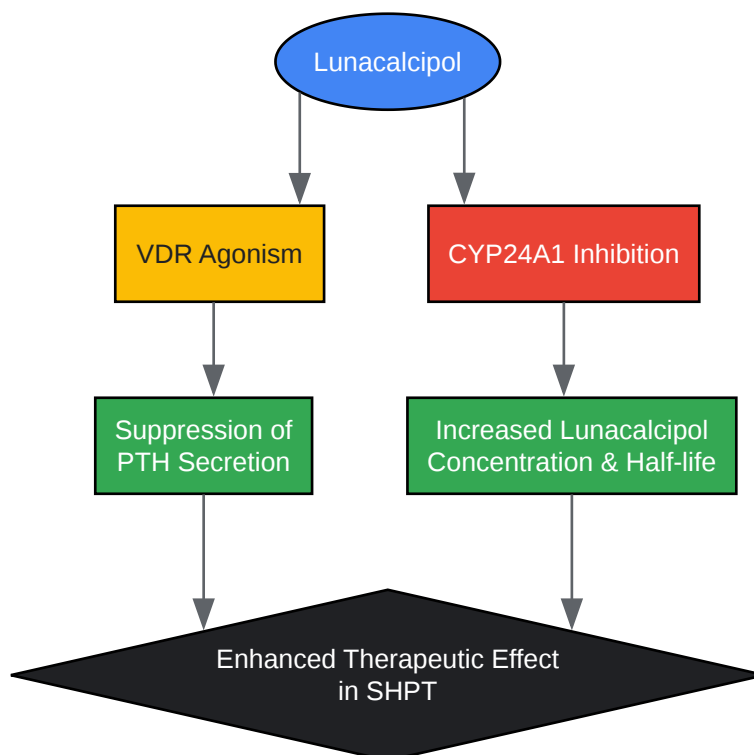 Lunacalcipol
VDR Agonism
CYP24A1 Inhibition
Suppression of
PTH Secretion
Increased Lunacalcipol
Concentration & Half-life
Enhanced Therapeutic Effect
in SHPT